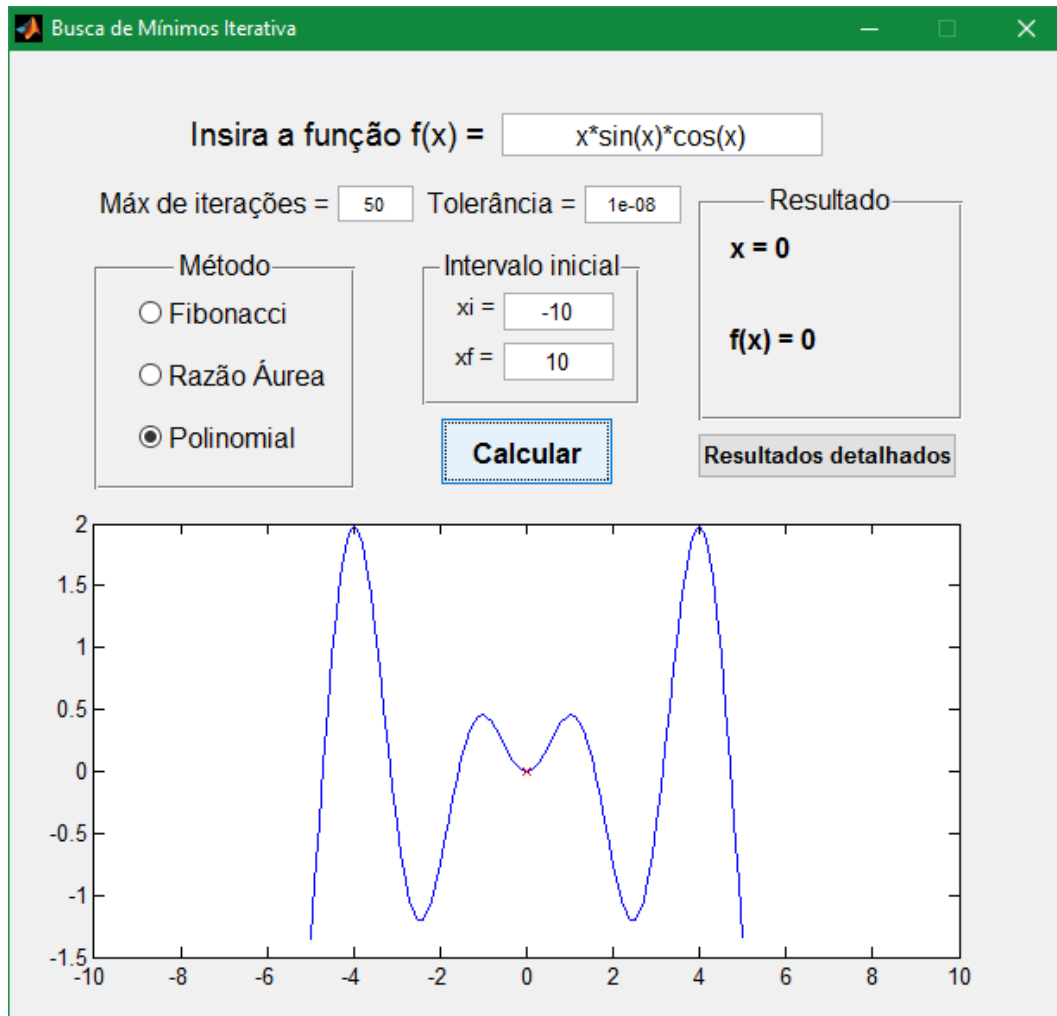 Busca de Mínimos Iterativa
Insira a função f(x) = x*sin(x)*cos(x)
Máx de iterações = 50 Tolerância = 1e-08
Resultado
x = 0
f(x) = 0
Método
Fibonacci
Razão Áurea
Polinomial
Intervalo inicial
xi = -10
xf = 10
Calcular
Resultados detalhados
2
1.5
1
0.5
0
-0.5
-1
-1.5
-10 -8 -6 -4 -2 0 2 4 6 8 10